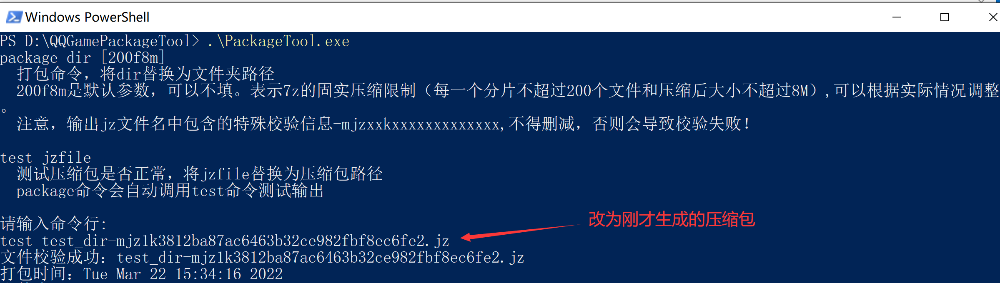 Windows PowerShell
PS D:\QQGamePackageTool> .\PackageTool.exe
package dir [200f8m]
打包命令，将dir替换为文件夹路径
200f8m是默认参数，可以不填。表示7z的固实压缩限制（每一个分片不超过200个文件和压缩后大小不超过8M）,可以根据实际情况调整
。
注意，输出jz文件名中包含的特殊校验信息-mjzxxkxxxxxxxxxxxxx,不得删减，否则会导致校验失败！
test jzfile
测试压缩包是否正常，将jzfile替换为压缩包路径
package命令会自动调用test命令测试输出
请输入命令行:
改为刚才生成的压缩包
test test_dir-mjz1k3812ba87ac6463b32ce982fbf8ec6fe2.jz
文件校验成功：test_dir-mjz1k3812ba87ac6463b32ce982fbf8ec6fe2.jz
打包时间：Tue Mar 22 15:34:16 2022